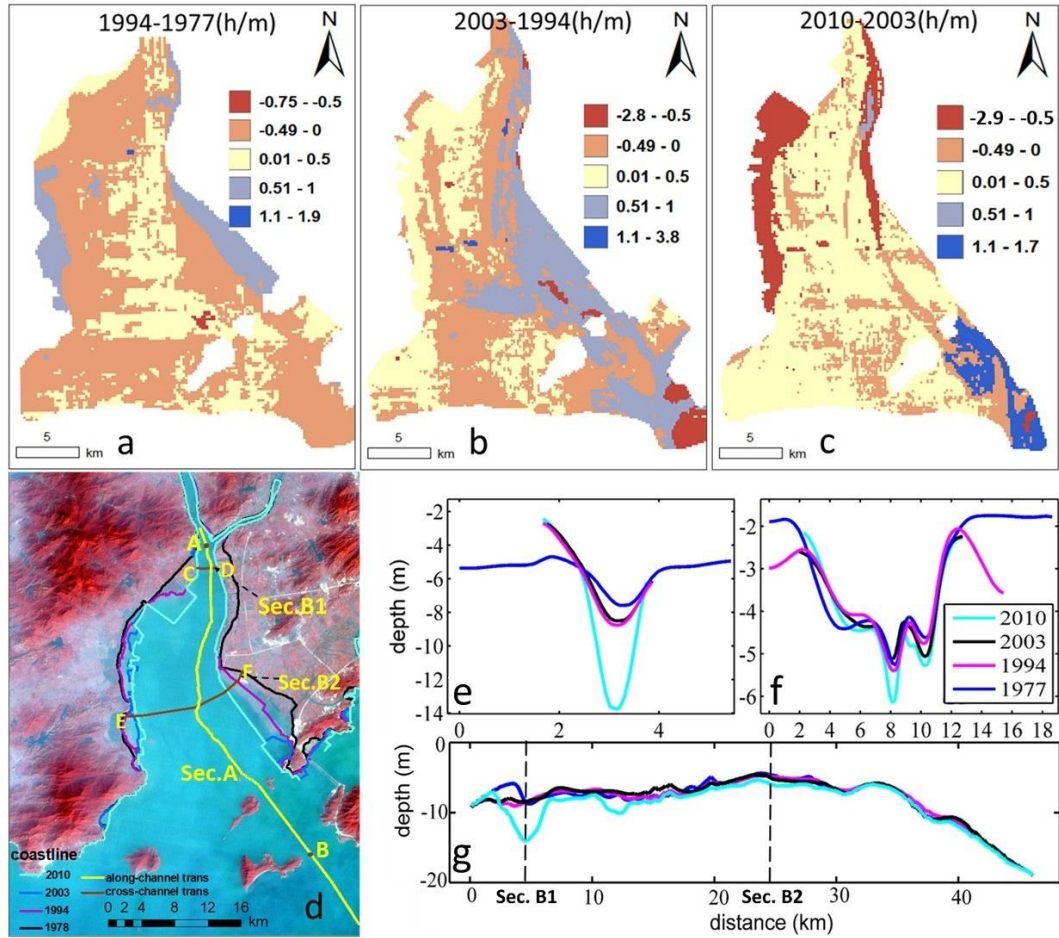 1994-1977(h/m)
N
-0.75 - -0.5
-0.49 - 0
0.01 - 0.5
0.51 - 1
1.1 - 1.9
5
km
a
2003-1994(h/m)
N
-2.8 - -0.5
-0.49 - 0
0.01 - 0.5
0.51 - 1
1.1 - 3.8
5
km
b
2010-2003(h/m)
N
-2.9 - -0.5
-0.49 - 0
0.01 - 0.5
0.51 - 1
1.1 - 1.7
5
km
c
A
C D
Sec.B1
F
Sec.B2
E
Sec.A
B
coastline
2010
2003
1994
1978
along-channel trans
cross-channel trans
0 2 4 8 12 16
km
d
depth (m)
-2
-4
-6
-8
-10
-12
-14
0 2 4
e
-2
-3
-4
-5
-6
0 2 4 6 8 10 12 14 16 18
f
2010
2003
1994
1977
depth (m)
0
-10
-20
g
0 Sec. B1 10 20 Sec. B2 30 40
distance (km)